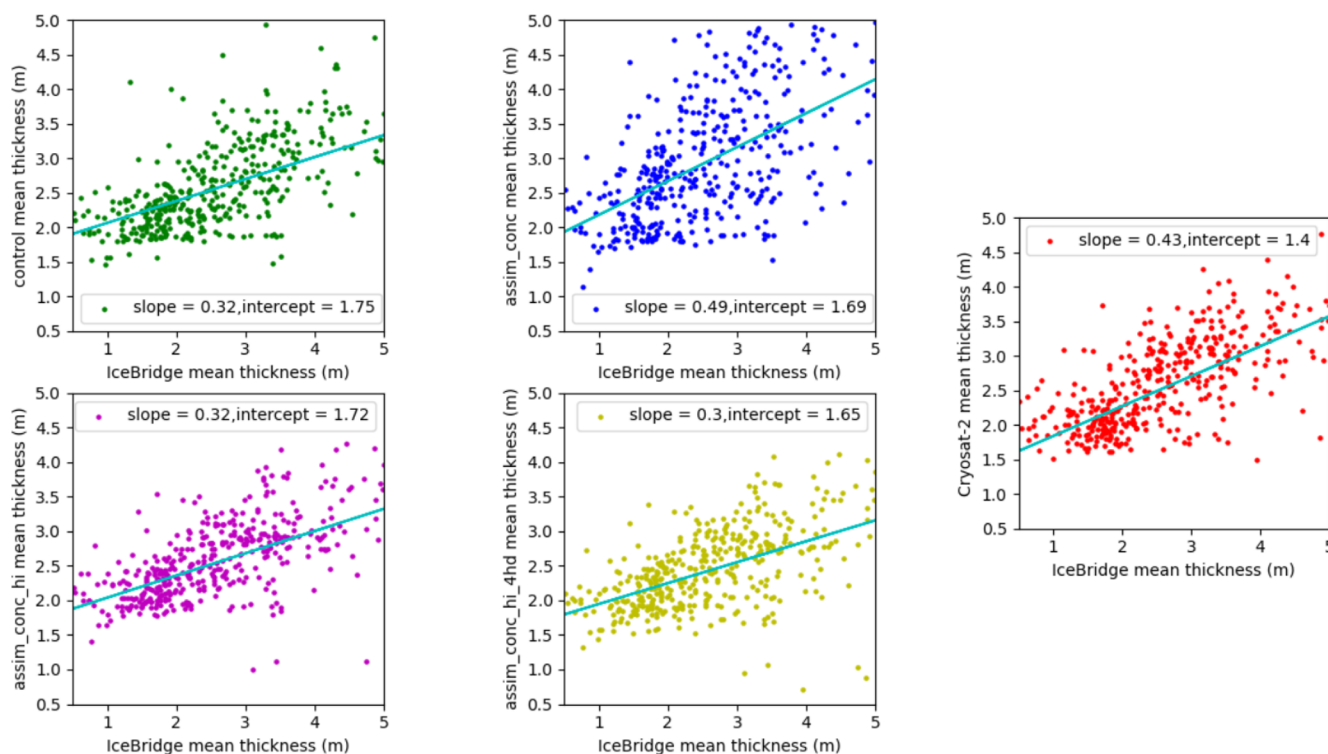 control mean thickness (m)
5.0
4.5
4.0
3.5
3.0
2.5
2.0
1.5
1.0
0.5
slope = 0.32,intercept = 1.75
1 2 3 4 5
IceBridge mean thickness (m)
assim_conc mean thickness (m)
5.0
4.5
4.0
3.5
3.0
2.5
2.0
1.5
1.0
0.5
slope = 0.49,intercept = 1.69
1 2 3 4 5
IceBridge mean thickness (m)
assim_conc_hi mean thickness (m)
5.0
4.5
4.0
3.5
3.0
2.5
2.0
1.5
1.0
0.5
slope = 0.32,intercept = 1.72
1 2 3 4 5
IceBridge mean thickness (m)
assim_conc_hi_4hd mean thickness (m)
5.0
4.5
4.0
3.5
3.0
2.5
2.0
1.5
1.0
0.5
slope = 0.3,intercept = 1.65
1 2 3 4 5
IceBridge mean thickness (m)
Cryosat-2 mean thickness (m)
5.0
4.5
4.0
3.5
3.0
2.5
2.0
1.5
1.0
0.5
slope = 0.43,intercept = 1.4
1 2 3 4 5
IceBridge mean thickness (m)